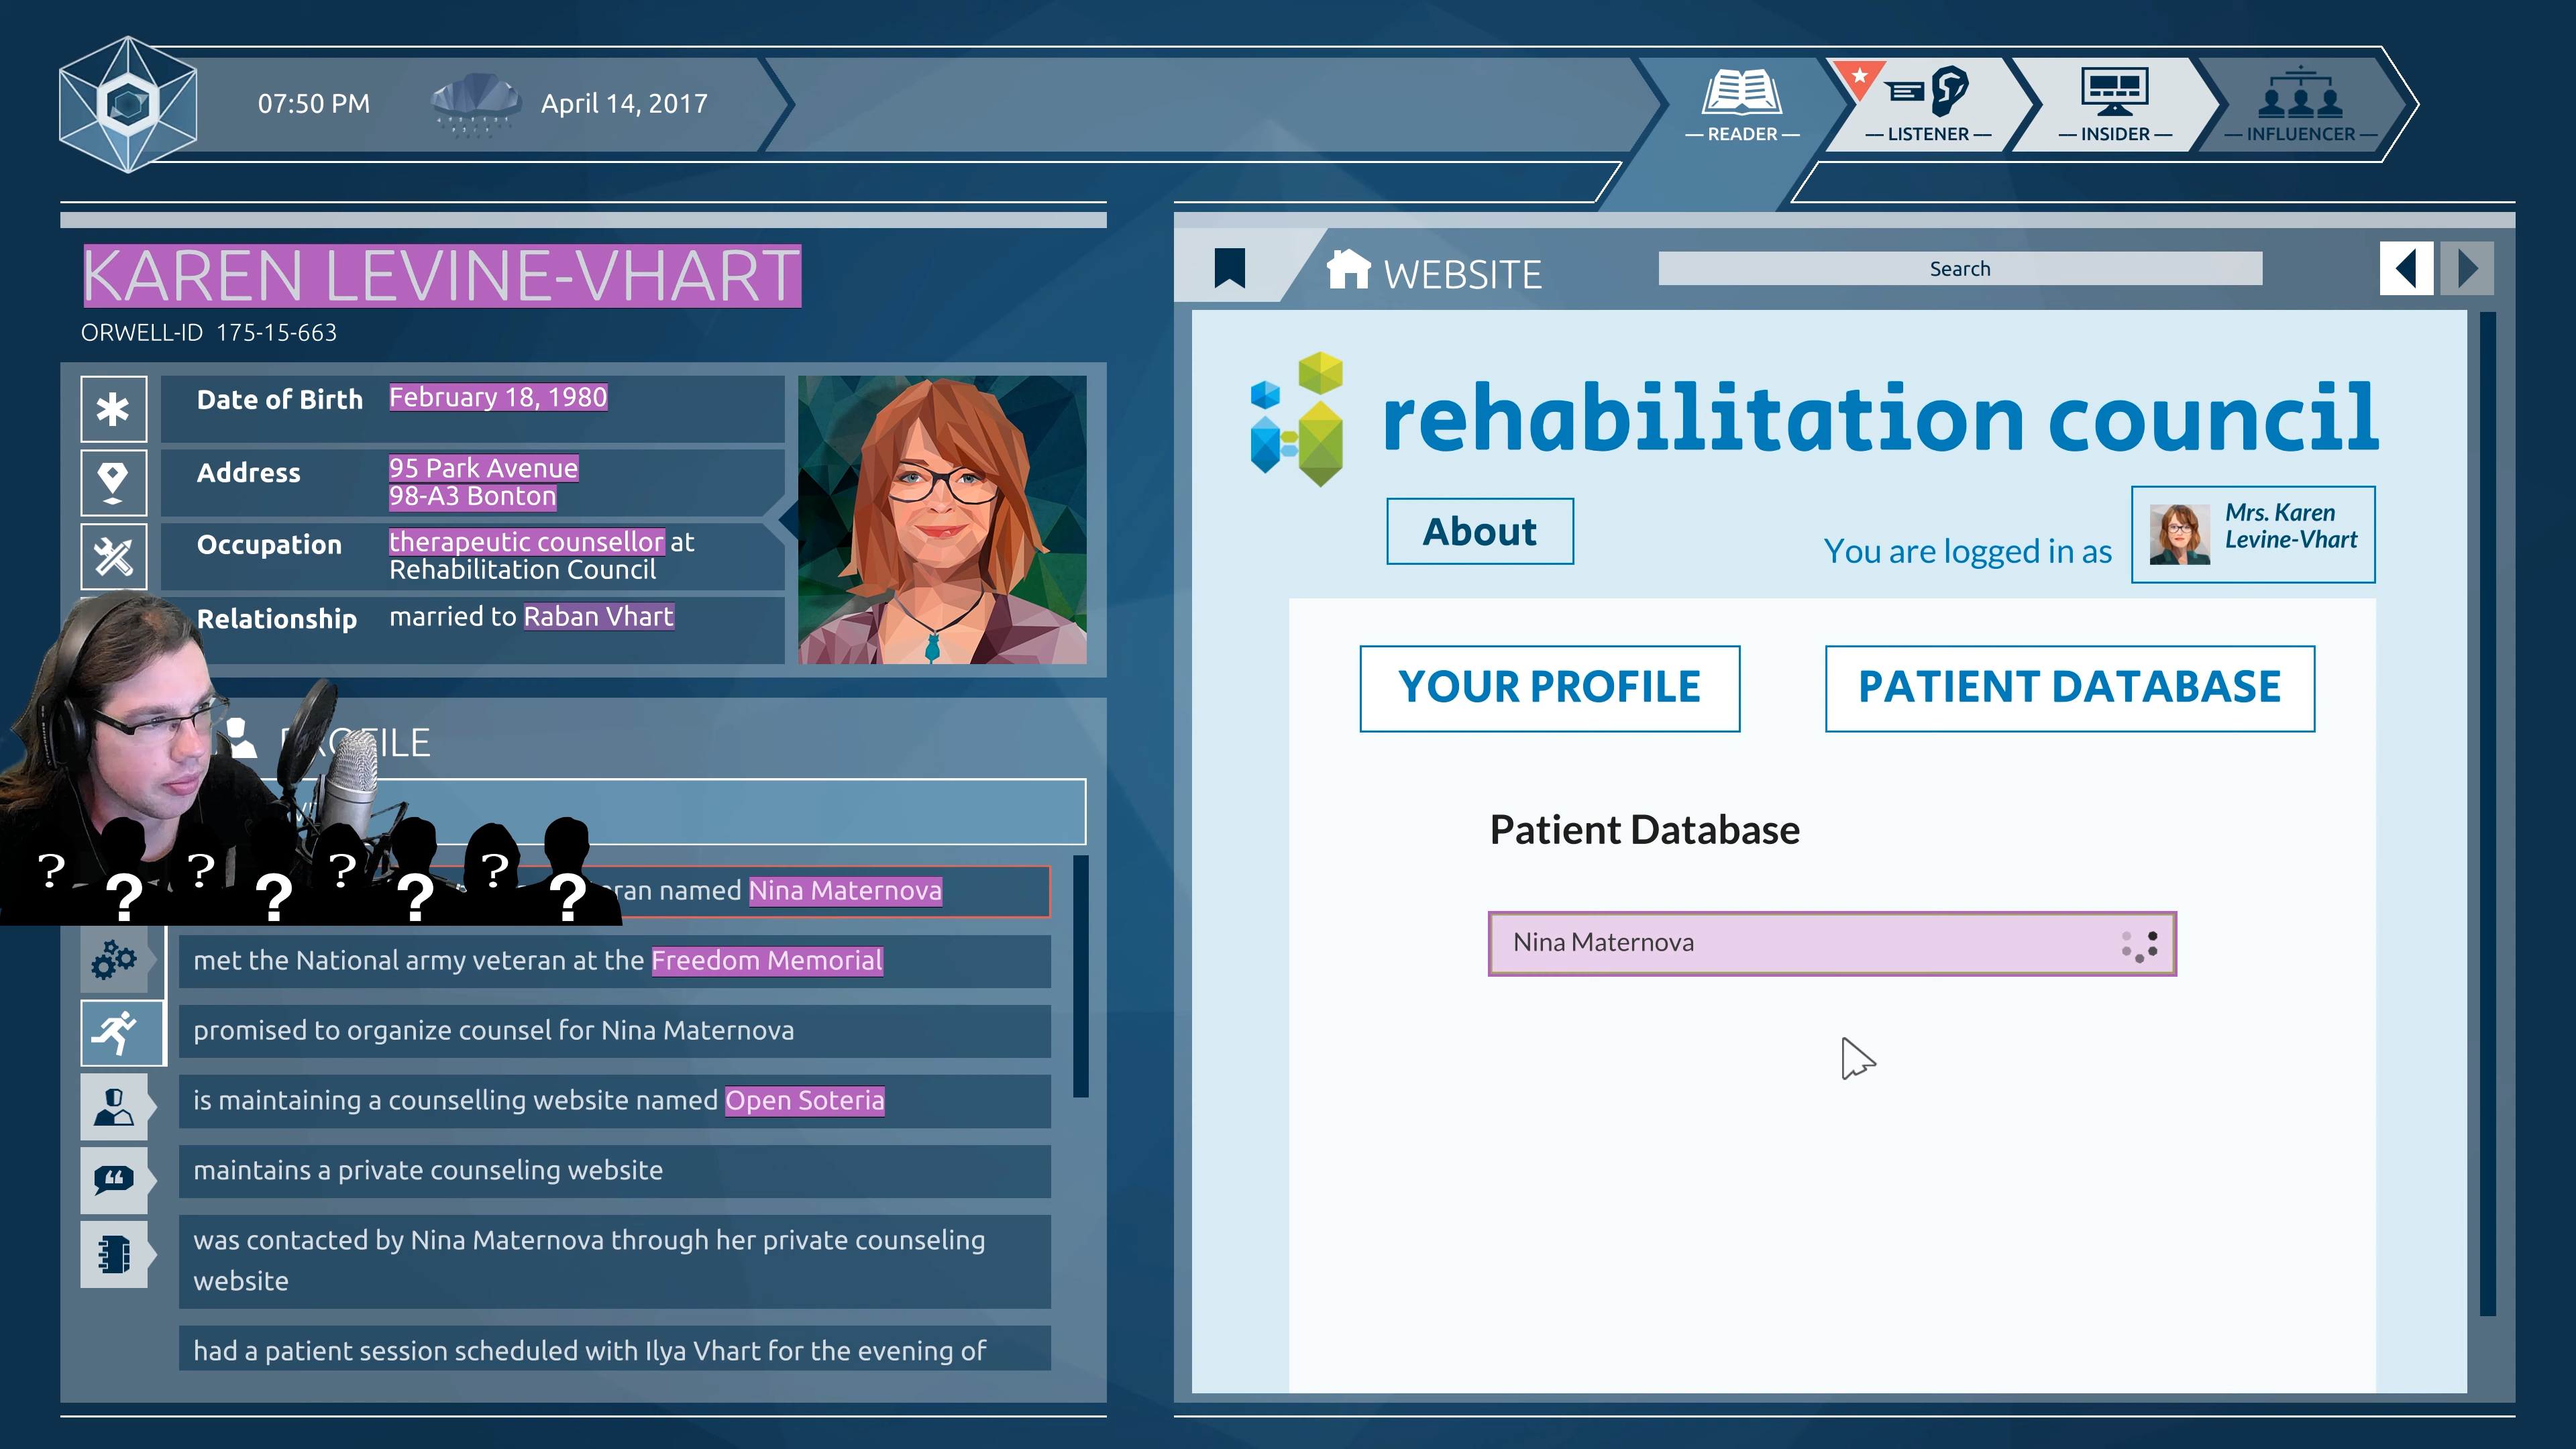 07:50 PM
April 14, 2017
READER
LISTENER
INSIDER
INFLUENCER
KAREN LEVINE-VHART
ORWELL-ID 175-15-663
Date of Birth February 18, 1980
Address 95 Park Avenue
98-A3 Bonton
Occupation therapeutic counsellor at
Rehabilitation Council
Relationship married to Raban Vhart
PROFILE
named Nina Maternova
met the National army veteran at the Freedom Memorial
promised to organize counsel for Nina Maternova
is maintaining a counselling website named Open Soteria
maintains a private counseling website
was contacted by Nina Maternova through her private counseling
website
had a patient session scheduled with Ilya Vhart for the evening of
? ? ? ? ? ? ? ?
WEBSITE
Search
rehabilitation council
About
You are logged in as
Mrs. Karen
Levine-Vhart
YOUR PROFILE
PATIENT DATABASE
Patient Database
Nina Maternova